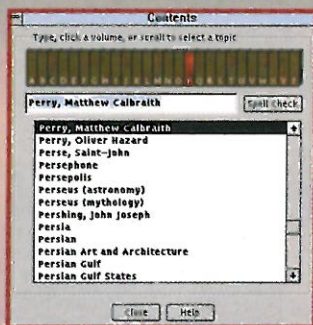 Contents
Type, click a volume, or scroll to select a topic
A B C D E F G H I J K L M N O P Q R S T U V W X Y Z
Perry, Matthew Calbraith
Spell Check
Perry, Matthew Calbraith
Perry, Oliver Hazard
Perse, Saint-John
Persephone
Persepolis
Perseus (astronomy)
Perseus (mythology)
Pershing, John Joseph
Persia
Persian
Persian Art and Architecture
Persian Gulf
Persian Gulf States
Close
Help